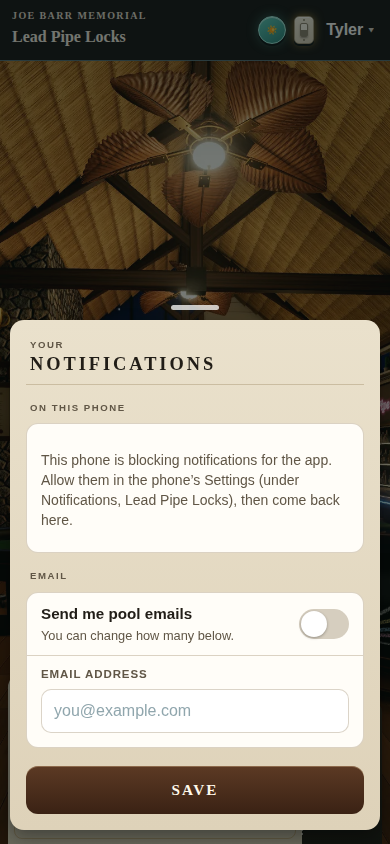 JOE BARR MEMORIAL
Lead Pipe Locks
Tyler
YOUR
NOTIFICATIONS
ON THIS PHONE
This phone is blocking notifications for the app.
Allow them in the phone’s Settings (under
Notifications, Lead Pipe Locks), then come back
here.
EMAIL
Send me pool emails
You can change how many below.
EMAIL ADDRESS
you@example.com
SAVE